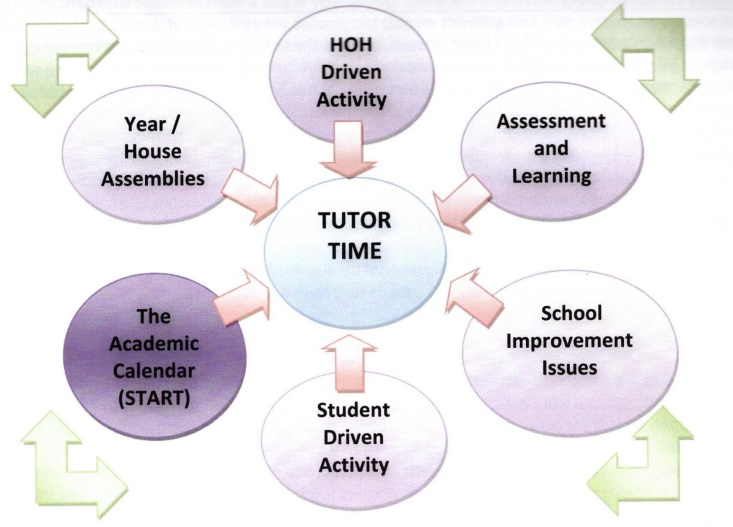 HOH
Driven
Activity
Year /
House
Assemblies
Assessment
and
Learning
TUTOR
TIME
The
Academic
Calendar
(START)
School
Improvement
Issues
Student
Driven
Activity